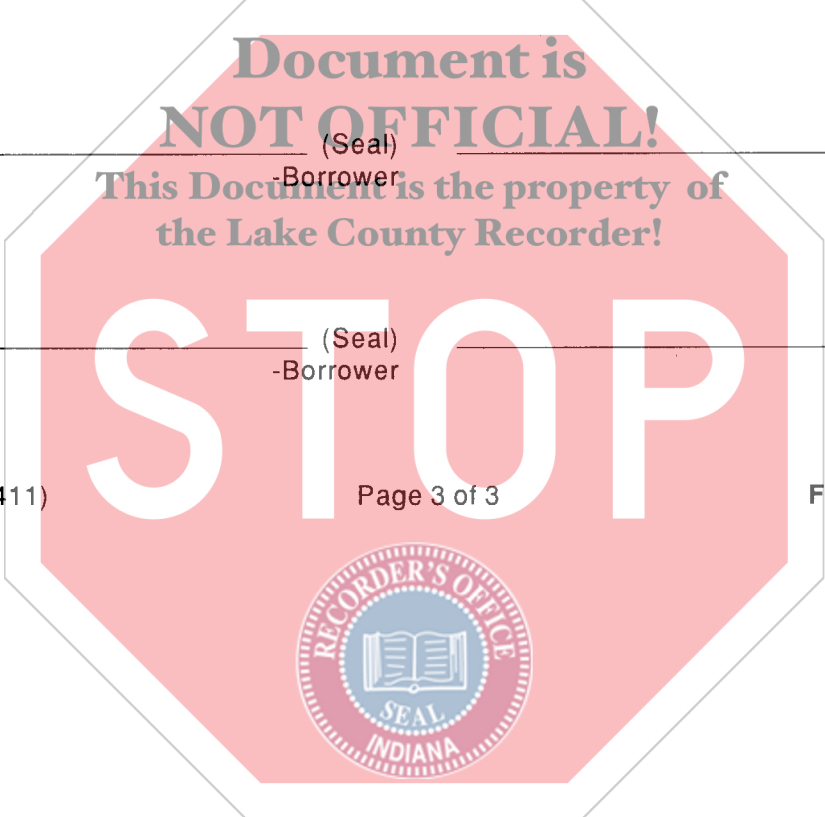 Document is
NOT OFFICIAL!
(Seal)
-Borrower
This Document is the property of
the Lake County Recorder!
(Seal)
-Borrower
STOP
411) Page 3 of 3 F
RECORDER'S OFFICE
SEAL
INDIANA